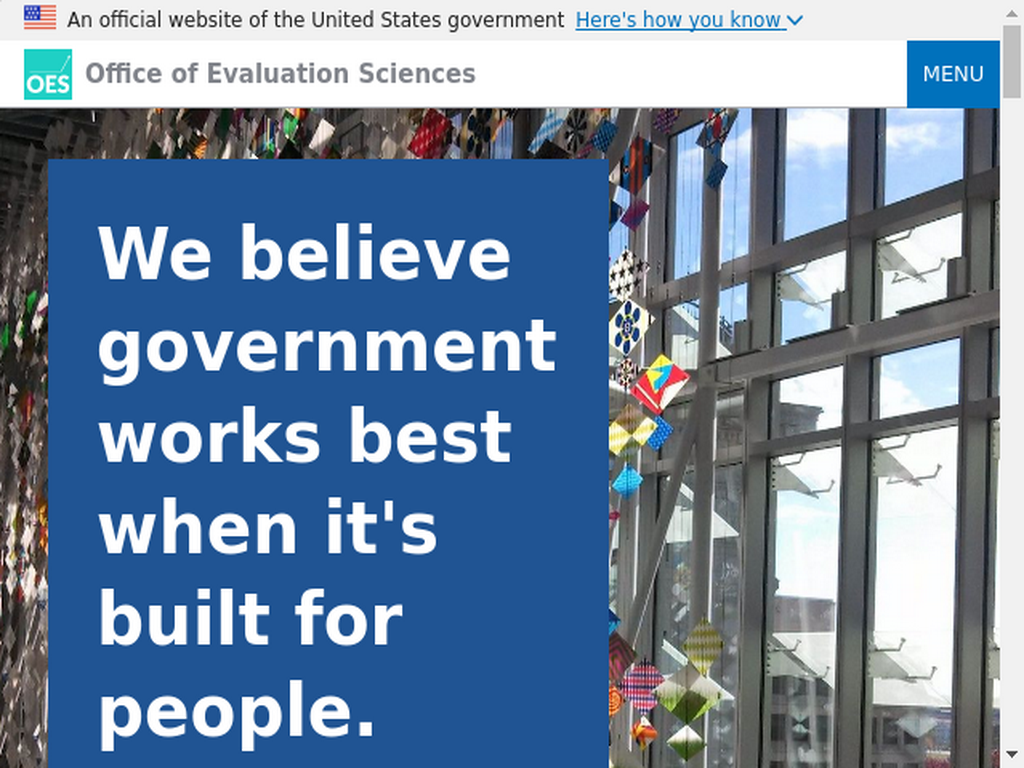 An official website of the United States government Here's how you know
OES Office of Evaluation Sciences
MENU
We believe
government
works best
when it's
built for
people.